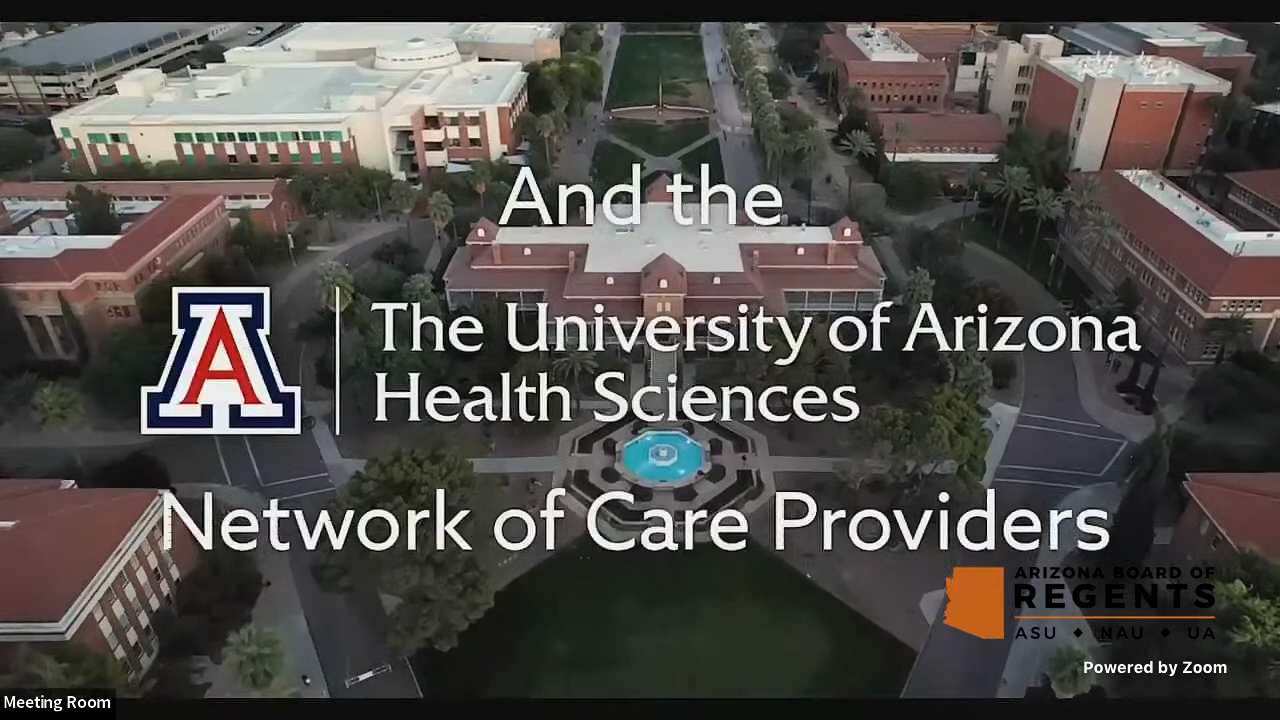 And the
A
The University of Arizona
Health Sciences
Network of Care Providers
ARIZONA BOARD OF
REGENTS
ASU ◆ NAU ◆ UA
Powered by Zoom
Meeting Room